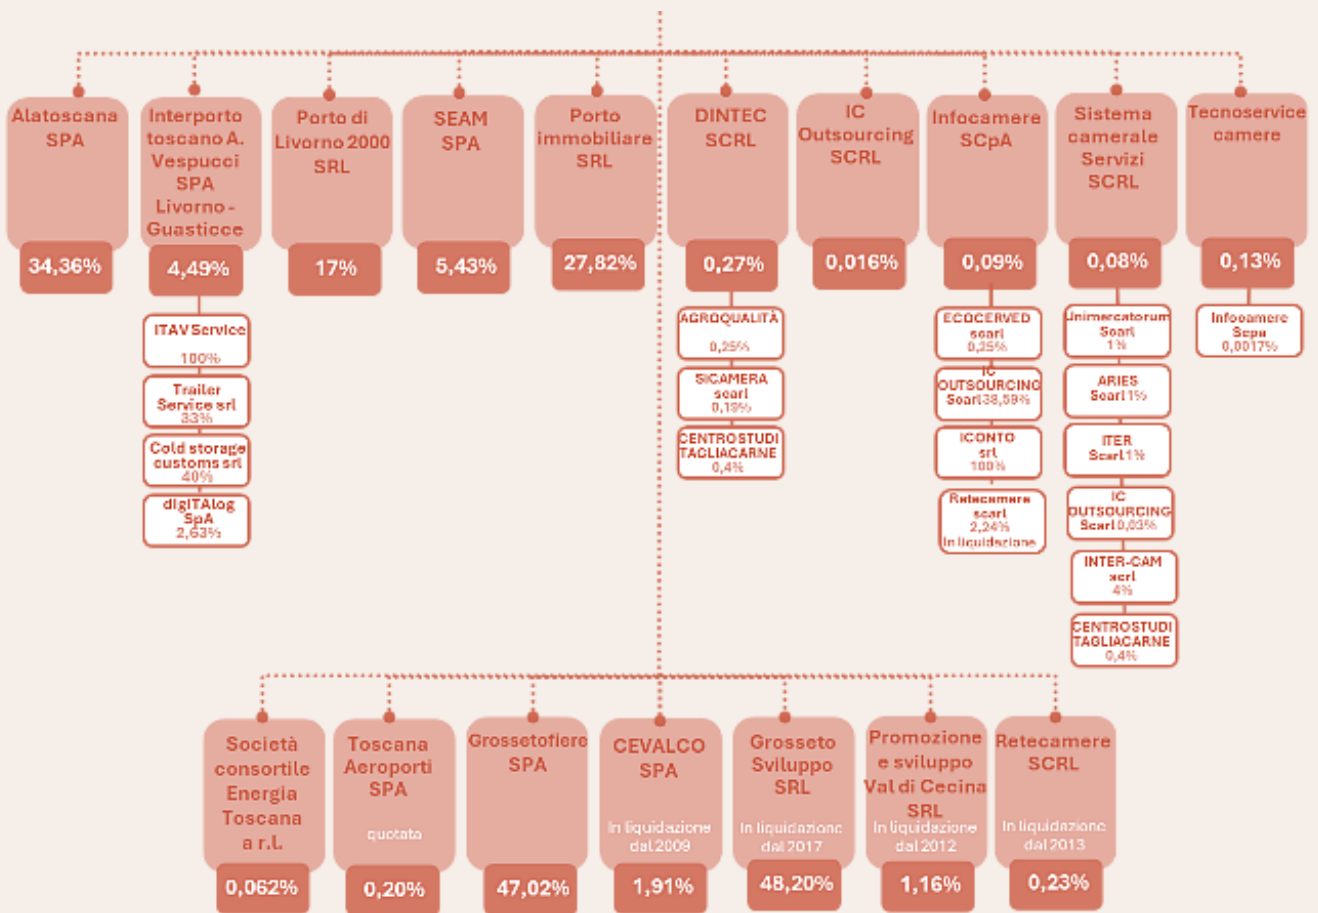 Alatoscana
SPA
34,36%
Interporto
toscano A.
Vespucci
SPA
Livorno -
Guasticce
4,49%
ITAV Service
100%
Trailer
Service srl
33%
Cold storage
customs srl
40%
digITAlog
SpA
2,63%
Porto di
Livorno 2000
SRL
17%
SEAM
SPA
5,43%
Porto
immobiliare
SRL
27,82%
DINTEC
SCRL
0,27%
AGROQUALITÀ
0,25%
SICAMERA
scarl
0,19%
CENTROSTUDI
TAGLIACARNE
0,4%
IC
Outsourcing
SCRL
0,016%
Infocamere
SCpA
0,09%
ECOCERVED
scarl
0,25%
IC
OUTSOURCING
Scarl 38,59%
ICONTO
srl
100%
Retecamere
scarl
2,24%
In liquidazione
Sistema
camerale
Servizi
SCRL
0,08%
Unimercatorum
Scarl
1%
ARIES
Scarl 1%
ITER
Scarl 1%
IC
OUTSOURCING
Scarl 0,03%
INTER-CAM
scrl
4%
CENTROSTUDI
TAGLIACARNE
0,4%
Tecnoservice
camere
0,13%
Infocamere
Scpa
0,0017%
Società
consortile
Energia
Toscana
a r.l.
0,062%
Toscana
Aeroporti
SPA
quotata
0,20%
Grossetofiere
SPA
47,02%
CEVALCO
SPA
In liquidazione
dal 2009
1,91%
Grosseto
Sviluppo
SRL
In liquidazione
dal 2017
48,20%
Promozione
e sviluppo
Val di Cecina
SRL
In liquidazione
dal 2012
1,16%
Retecamere
SCRL
In liquidazione
dal 2013
0,23%